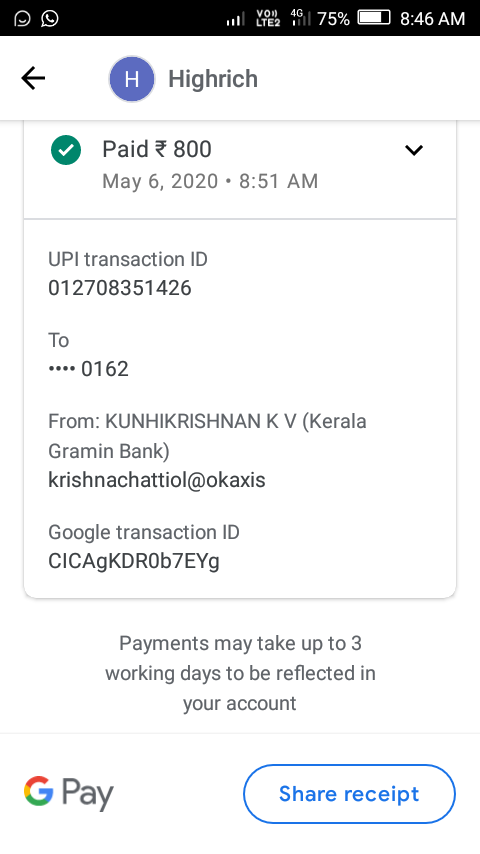 VO)) LTE2 4G 75% 8:46 AM
H Highrich
Paid ₹ 800
May 6, 2020 • 8:51 AM
UPI transaction ID
012708351426
To
•••• 0162
From: KUNHIKRISHNAN K V (Kerala
Gramin Bank)
krishnachattiol@okaxis
Google transaction ID
CICAgKDR0b7EYg
Payments may take up to 3
working days to be reflected in
your account
G Pay
Share receipt